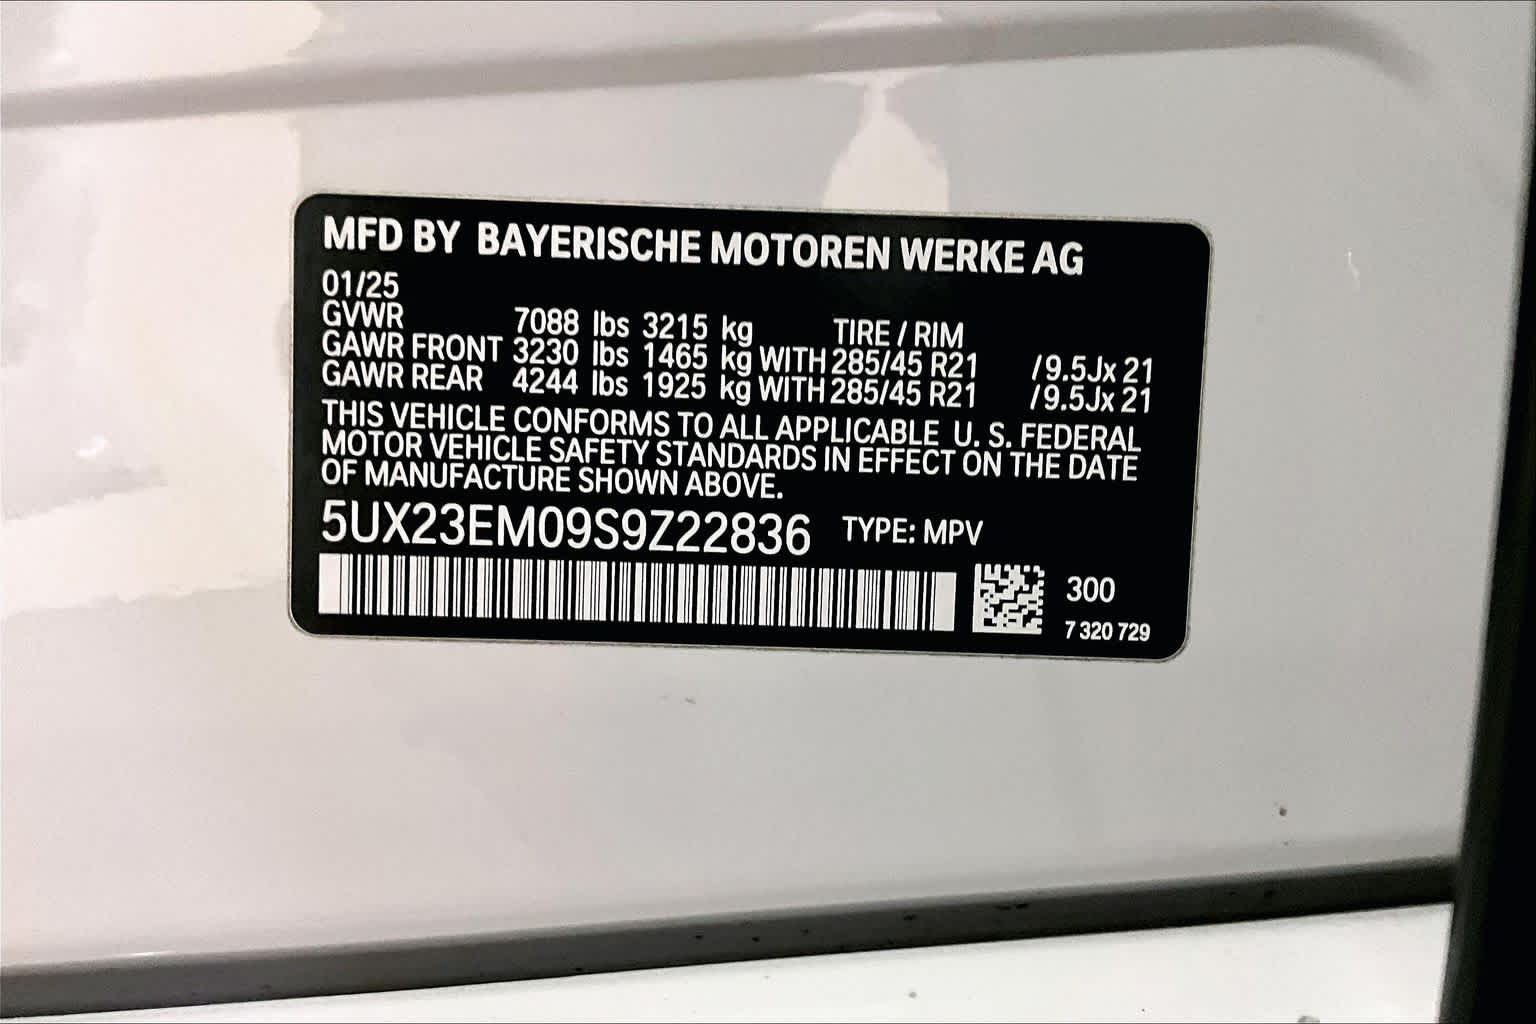 MFD BY BAYERISCHE MOTOREN WERKE AG
01/25
GVWR 7088 lbs 3215 kg TIRE / RIM
GAWR FRONT 3230 lbs 1465 kg WITH 285/45 R21 / 9.5Jx 21
GAWR REAR 4244 lbs 1925 kg WITH 285/45 R21 / 9.5Jx 21
THIS VEHICLE CONFORMS TO ALL APPLICABLE U. S. FEDERAL
MOTOR VEHICLE SAFETY STANDARDS IN EFFECT ON THE DATE
OF MANUFACTURE SHOWN ABOVE.
5UX23EM09S9Z22836 TYPE: MPV
300
7 320 729